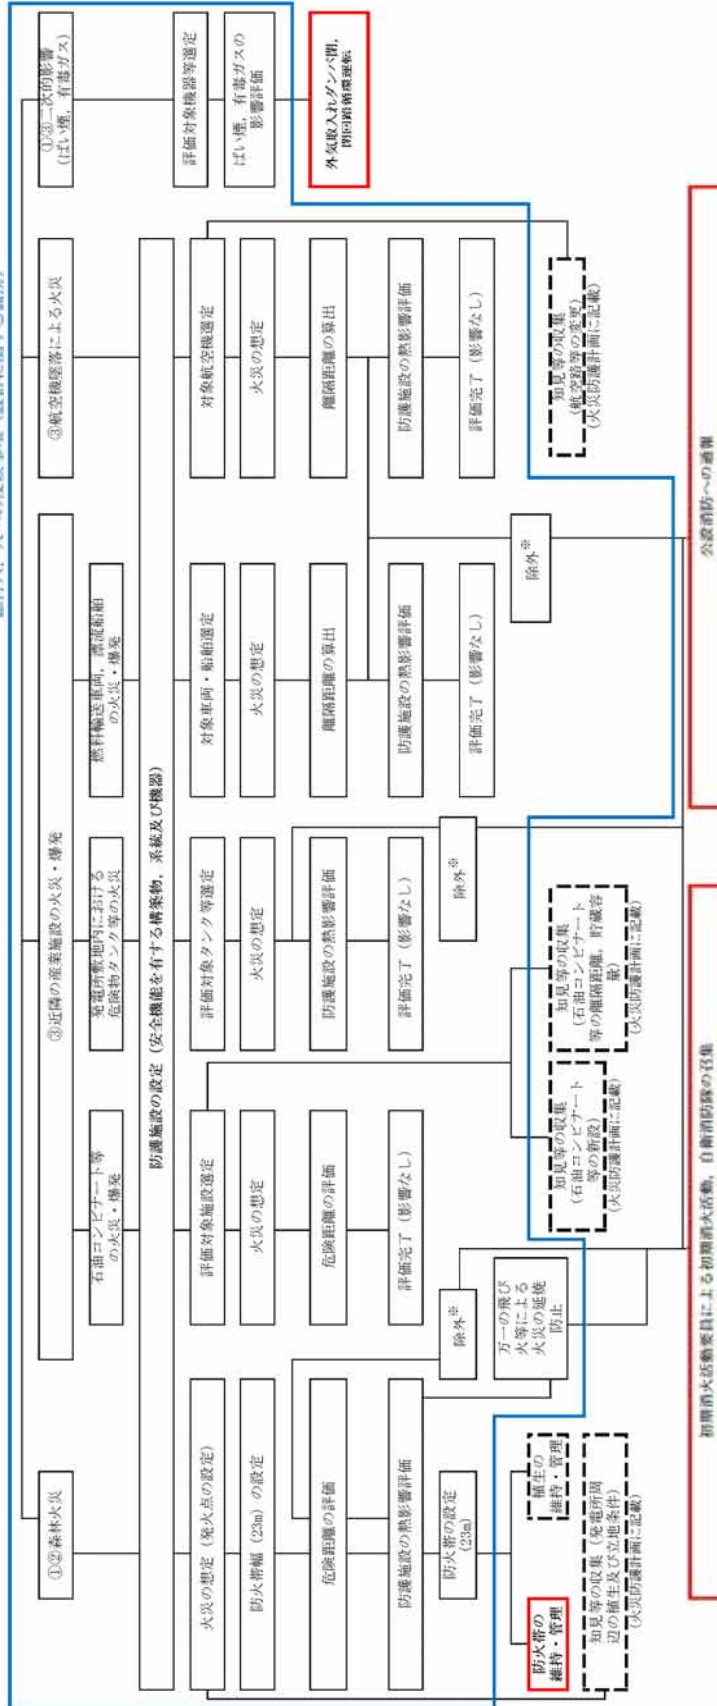 ①②森林火災
火災の想定（発火点の設定）
防火帯幅（23m）の設定
危険距離の評価
防護施設の熱影響評価
防火帯の設定
（23m）
防火帯の
維持・管理
植生の
維持・管理
知見等の収集（発電所周
辺の植生及び立地条件）
（火災防護計画に記載）
除外※
万一の飛び
火等による
火災の延焼
防止
③近隣の産業施設の火災・爆発
石油コンビナート等
の火災・爆発
発電所敷地内における
危険物タンク等の火災
燃料輸送車両，漂流船舶
の火災・爆発
防護施設の設定（安全機能を有する構築物，系統及び機器）
評価対象施設選定
火災の想定
危険距離の評価
評価完了（影響なし）
知見等の収集
（石油コンビナート
等の新設）
（火災防護計画に記載）
知見等の収集
（石油コンビナート
等の離隔距離，貯蔵容
量）
（火災防護計画に記載）
評価対象タンク等選定
火災の想定
防護施設の熱影響評価
評価完了（影響なし）
除外※
対象車両・船舶選定
火災の想定
離隔距離の算出
防護施設の熱影響評価
評価完了（影響なし）
除外※
③航空機墜落による火災
対象航空機選定
火災の想定
離隔距離の算出
防護施設の熱影響評価
評価完了（影響なし）
知見等の収集
（航空路等の変更）
（火災防護計画に記載）
①③二次的影響
（ばい煙，有毒ガス）
評価対象機器等選定
ばい煙，有毒ガスの
影響評価
外気取入れダンパ閉，
閉回路循環運転
初期消火活動要員による初期消火活動，自衛消防隊の召集
公設消防への通報